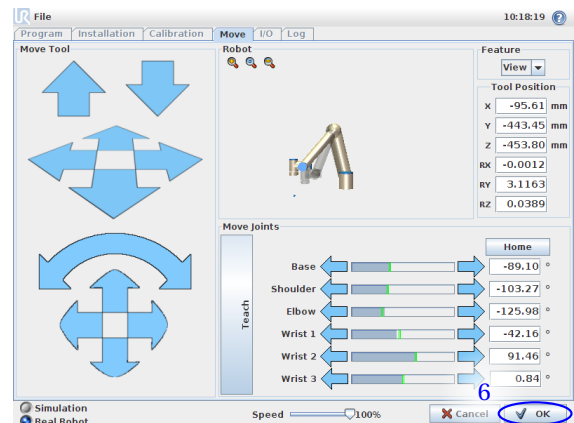 UR File 10:18:19 ?
Program Installation Calibration Move I/O Log
Move Tool
Robot
Feature
View
Tool Position
X -95.61 mm
Y -443.45 mm
Z -453.80 mm
RX -0.0012
RY 3.1163
RZ 0.0389
Move Joints
Teach
Home
Base -89.10 °
Shoulder -103.27 °
Elbow -125.98 °
Wrist 1 -42.16 °
Wrist 2 91.46 °
Wrist 3 0.84 °
6
Simulation
Real Robot
Speed 100%
Cancel
OK